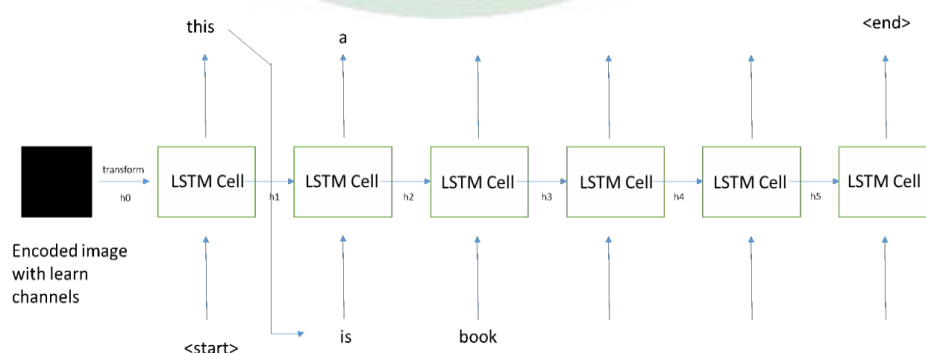 this
a
<end>
transform
h0
LSTM Cell
h1
LSTM Cell
h2
LSTM Cell
h3
LSTM Cell
h4
LSTM Cell
h5
LSTM Cell
Encoded image
with learn
channels
<start>
is
book